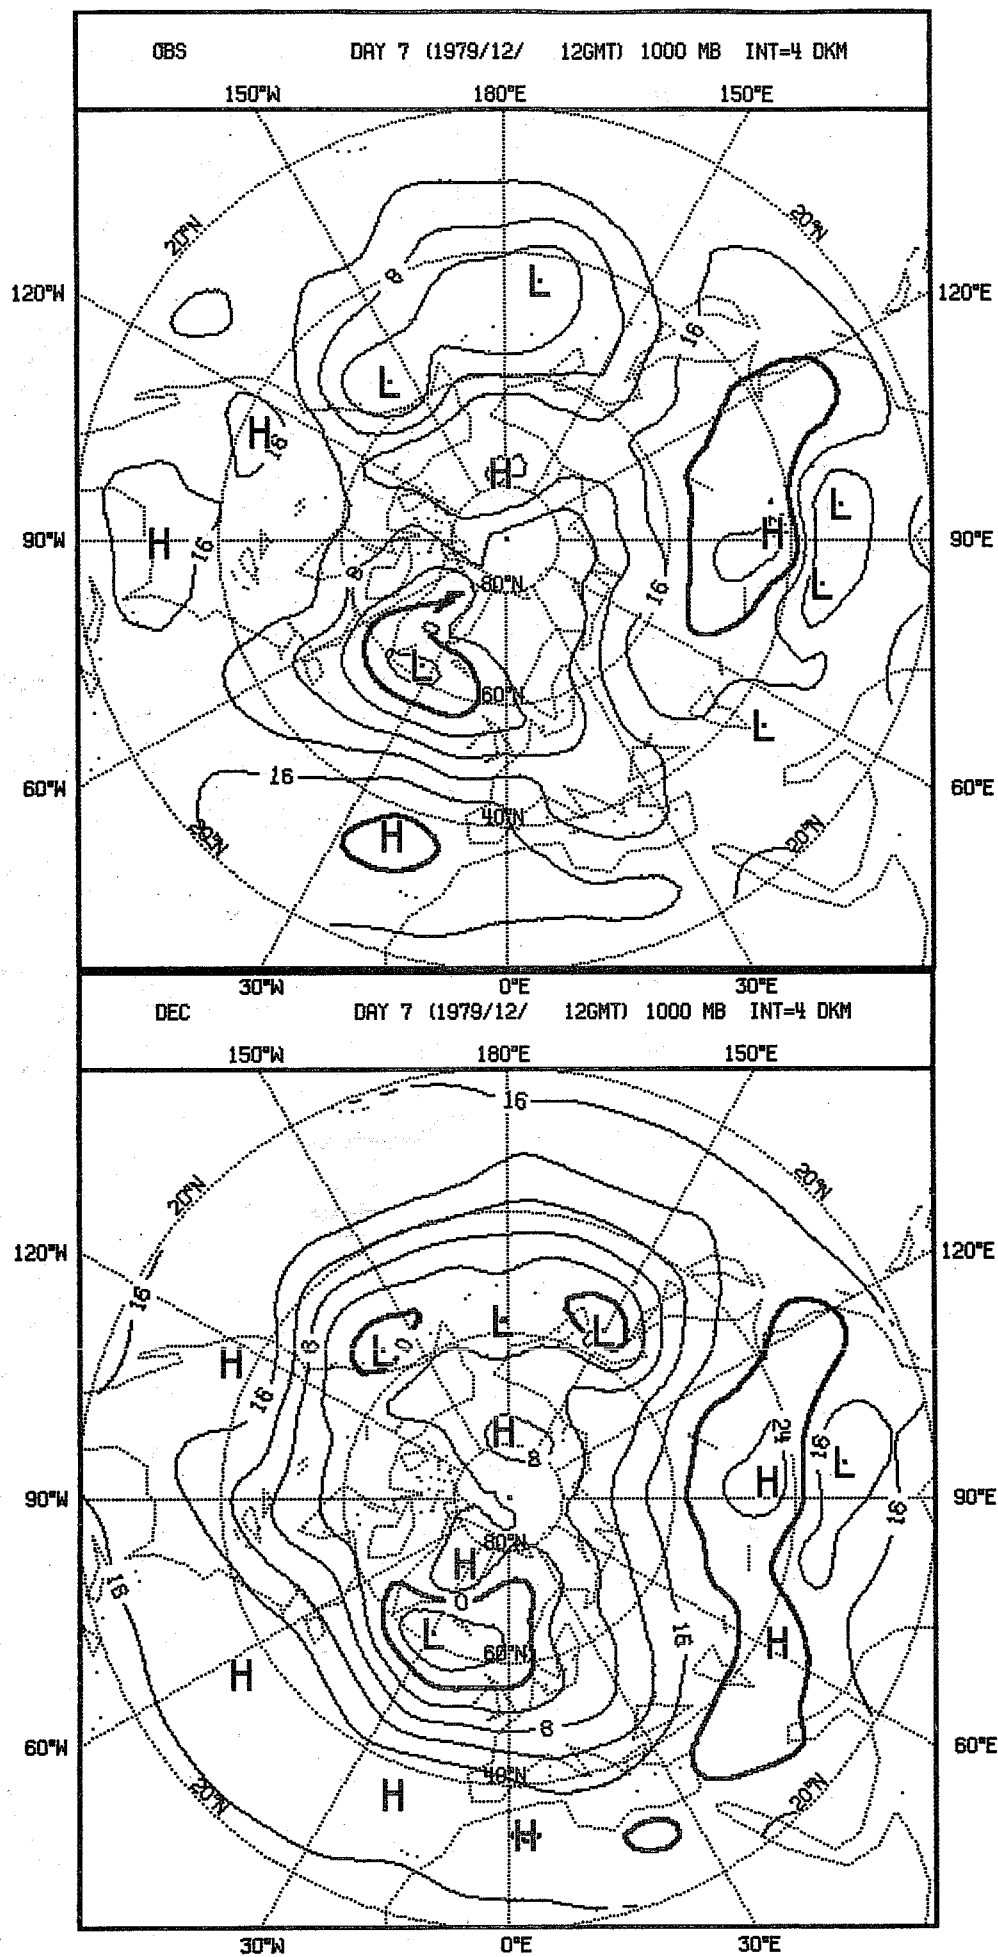 OBS DAY 7 (1979/12/ 12GMT) 1000 MB INT=4 DKM
150°W 180°E 150°E
20°N 20°N
8 L
120°W 120°E
16
L
H 16
H
L
H 16 H
90°W 90°E
8 80°N 16 L
0
L
60°N
L
60°W 16 60°E
40°N
20°N H 20°N
30°W 0°E 30°E
DEC DAY 7 (1979/12/ 12GMT) 1000 MB INT=4 DKM
150°W 180°E 150°E
16
20°N 20°N
120°W 120°E
16
L
L 0 L
H 8
16
H 24 16
8 L
H
90°W 90°E
16
80°N
H
16
0
L 16 H
60°N
H
8
60°W 60°E
40°N
20°N H 20°N
H
30°W 0°E 30°E